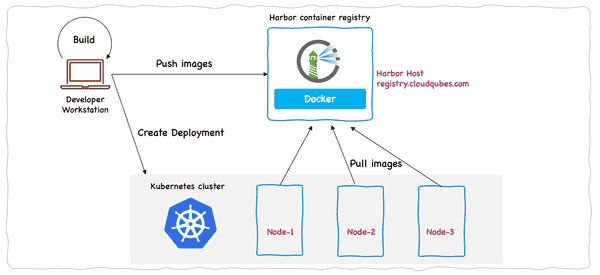 Harbor container registry
Build
Push images
Docker
Harbor Host
registry.cloudqubes.com
Developer
Workstation
Create Deployment
Pull images
Kubernetes cluster
Node-1
Node-2
Node-3